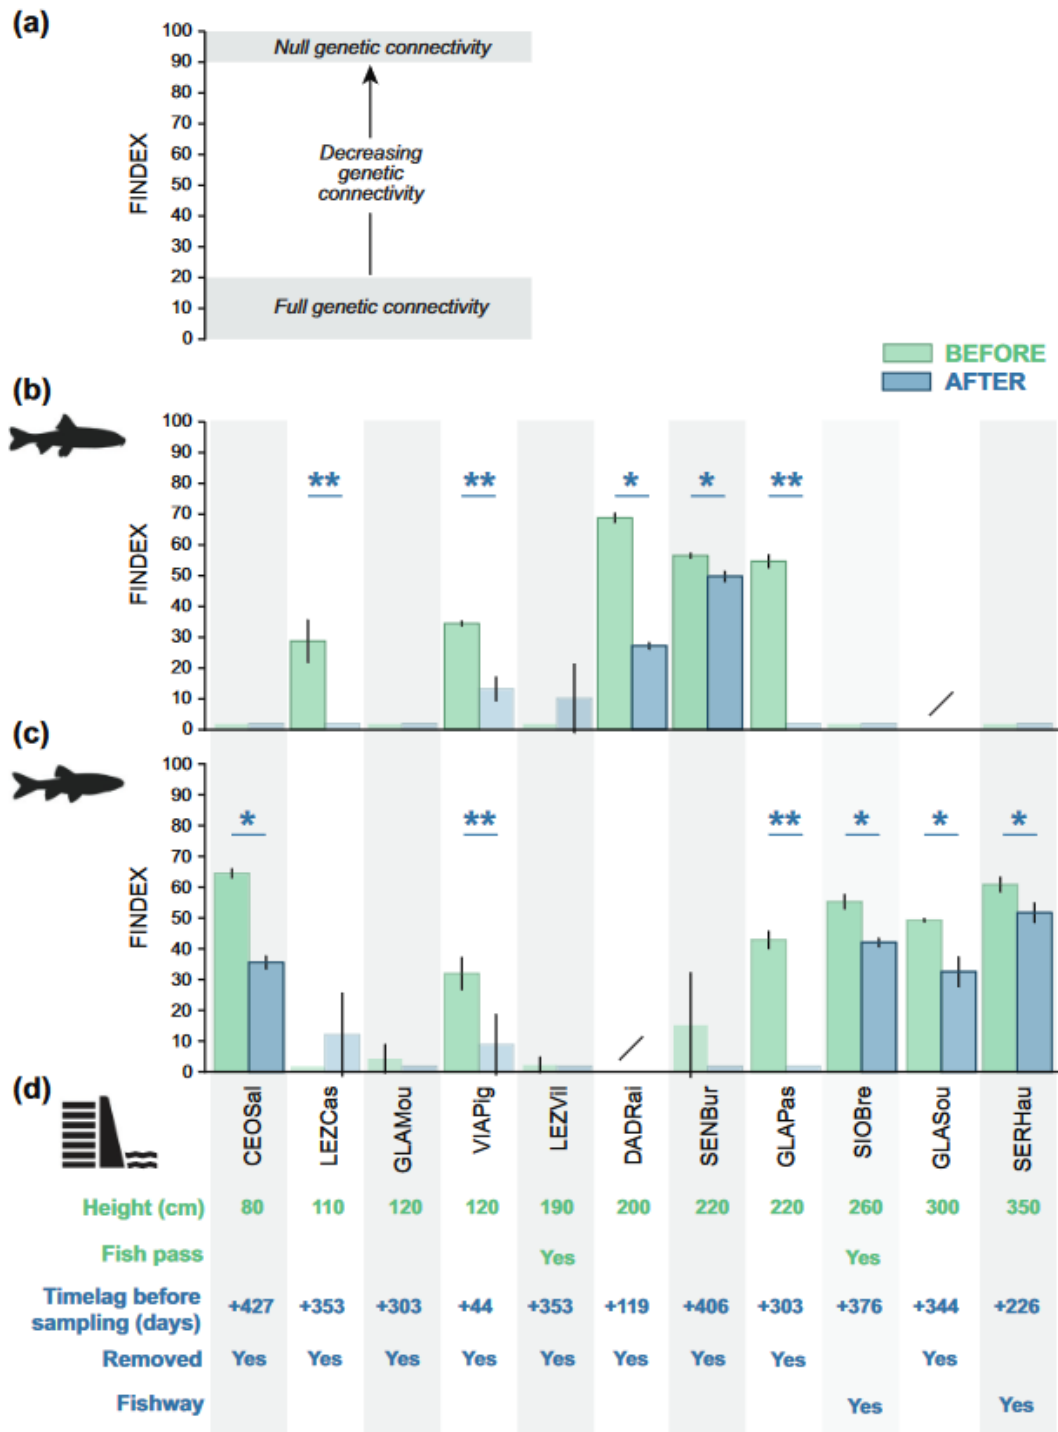 (a)
100
90
80
70
60
50
40
30
20
10
0
FINDEX
Null genetic connectivity
Decreasing
genetic
connectivity
Full genetic connectivity
BEFORE
AFTER
(b)
100
90
80
70
60
50
40
30
20
10
0
FINDEX
** ** * * **
(c)
100
90
80
70
60
50
40
30
20
10
0
FINDEX
* ** ** * * *
(d)
CEOSal LEZCas GLAMou VIAPig LEZVil DADRai SENBur GLAPas SIOBre GLASou SERHau
Height (cm) 80 110 120 120 190 200 220 220 260 300 350
Fish pass Yes Yes
Timelag before
sampling (days) +427 +353 +303 +44 +353 +119 +406 +303 +376 +344 +226
Removed Yes Yes Yes Yes Yes Yes Yes Yes Yes
Fishway Yes Yes